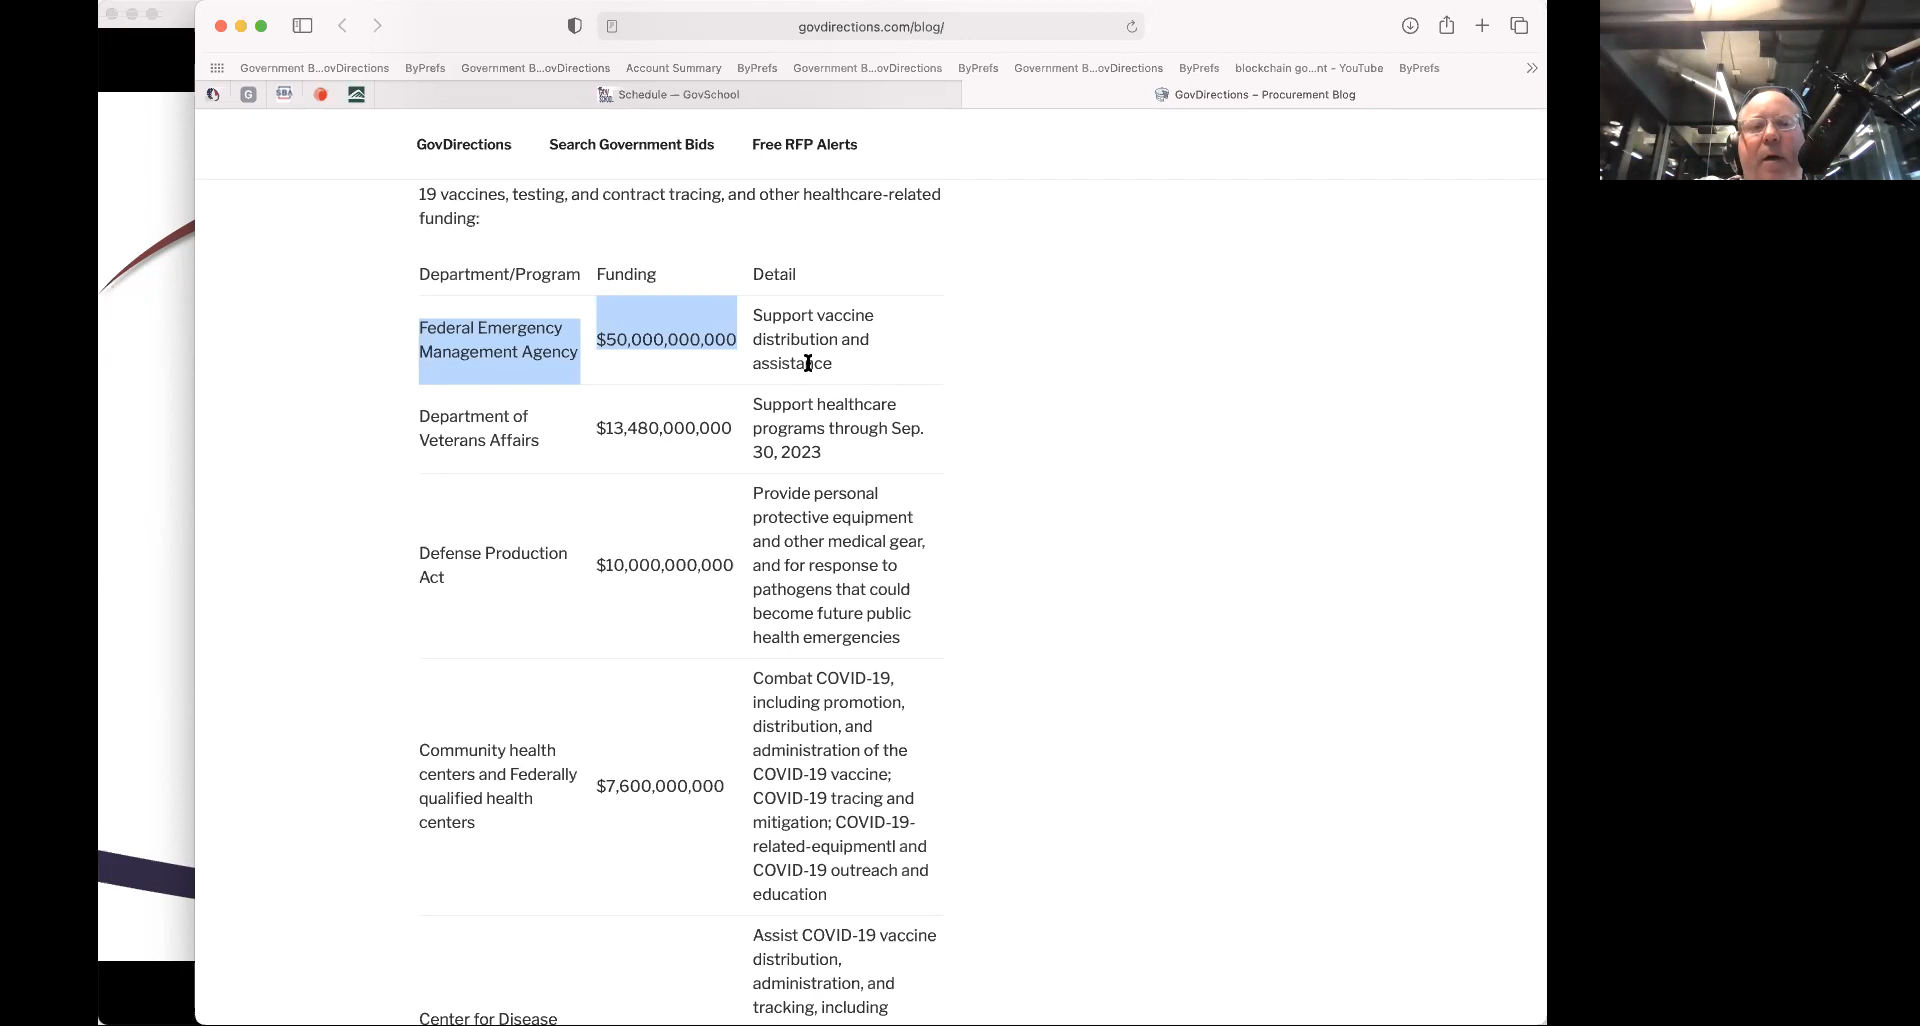 govdirections.com/blog/
Government B...ovDirections ByPrefs Government B...ovDirections Account Summary ByPrefs Government B...ovDirections ByPrefs Government B...ovDirections ByPrefs blockchain go...nt - YouTube ByPrefs
G SBA Schedule — GovSchool GovDirections – Procurement Blog
GovDirections Search Government Bids Free RFP Alerts
19 vaccines, testing, and contract tracing, and other healthcare-related
funding:
Department/Program Funding Detail
Federal Emergency
Management Agency
$50,000,000,000
Support vaccine
distribution and
assistance
Department of
Veterans Affairs
$13,480,000,000
Support healthcare
programs through Sep.
30, 2023
Defense Production
Act
$10,000,000,000
Provide personal
protective equipment
and other medical gear,
and for response to
pathogens that could
become future public
health emergencies
Community health
centers and Federally
qualified health
centers
$7,600,000,000
Combat COVID-19,
including promotion,
distribution, and
administration of the
COVID-19 vaccine;
COVID-19 tracing and
mitigation; COVID-19-
related-equipmentl and
COVID-19 outreach and
education
Center for Disease
Assist COVID-19 vaccine
distribution,
administration, and
tracking, including